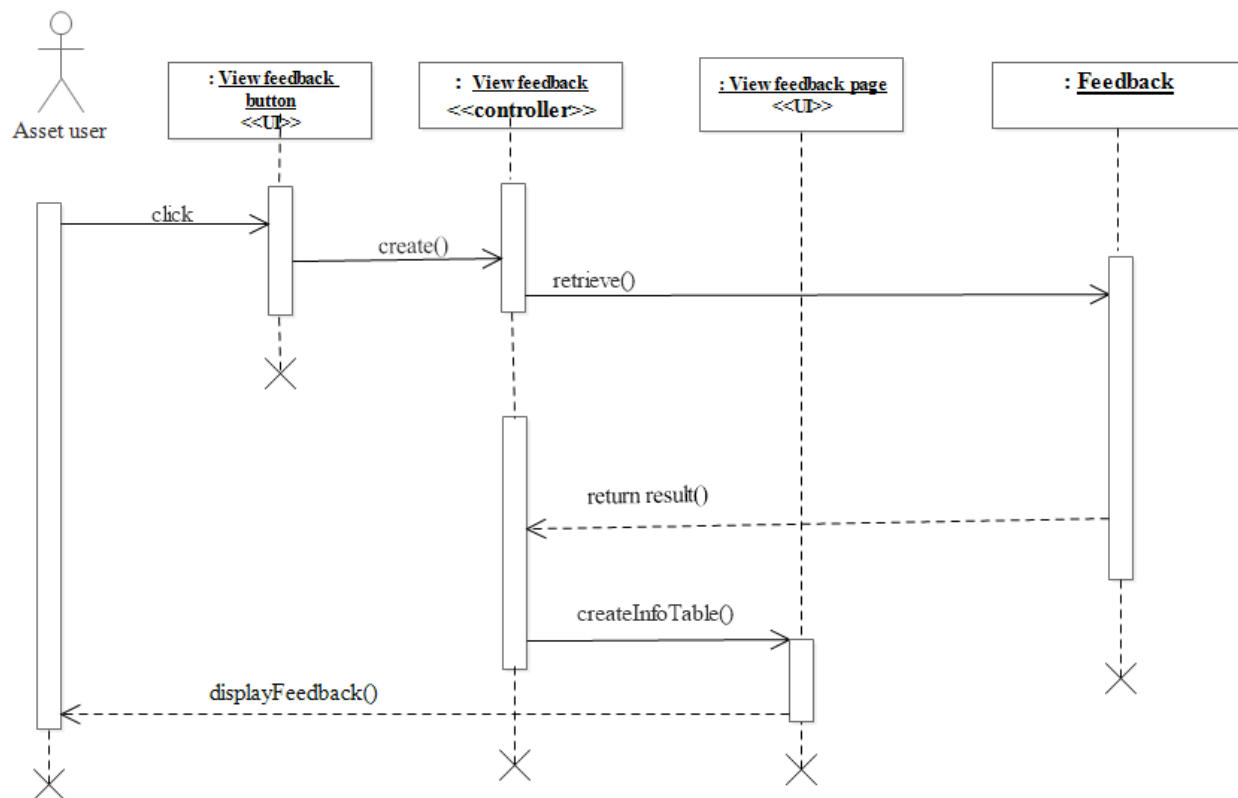 Asset user
: View feedback
button
<<UI>>
: View feedback
<<controller>>
: View feedback page
<<UI>>
: Feedback
click
create()
retrieve()
return result()
createInfoTable()
displayFeedback()